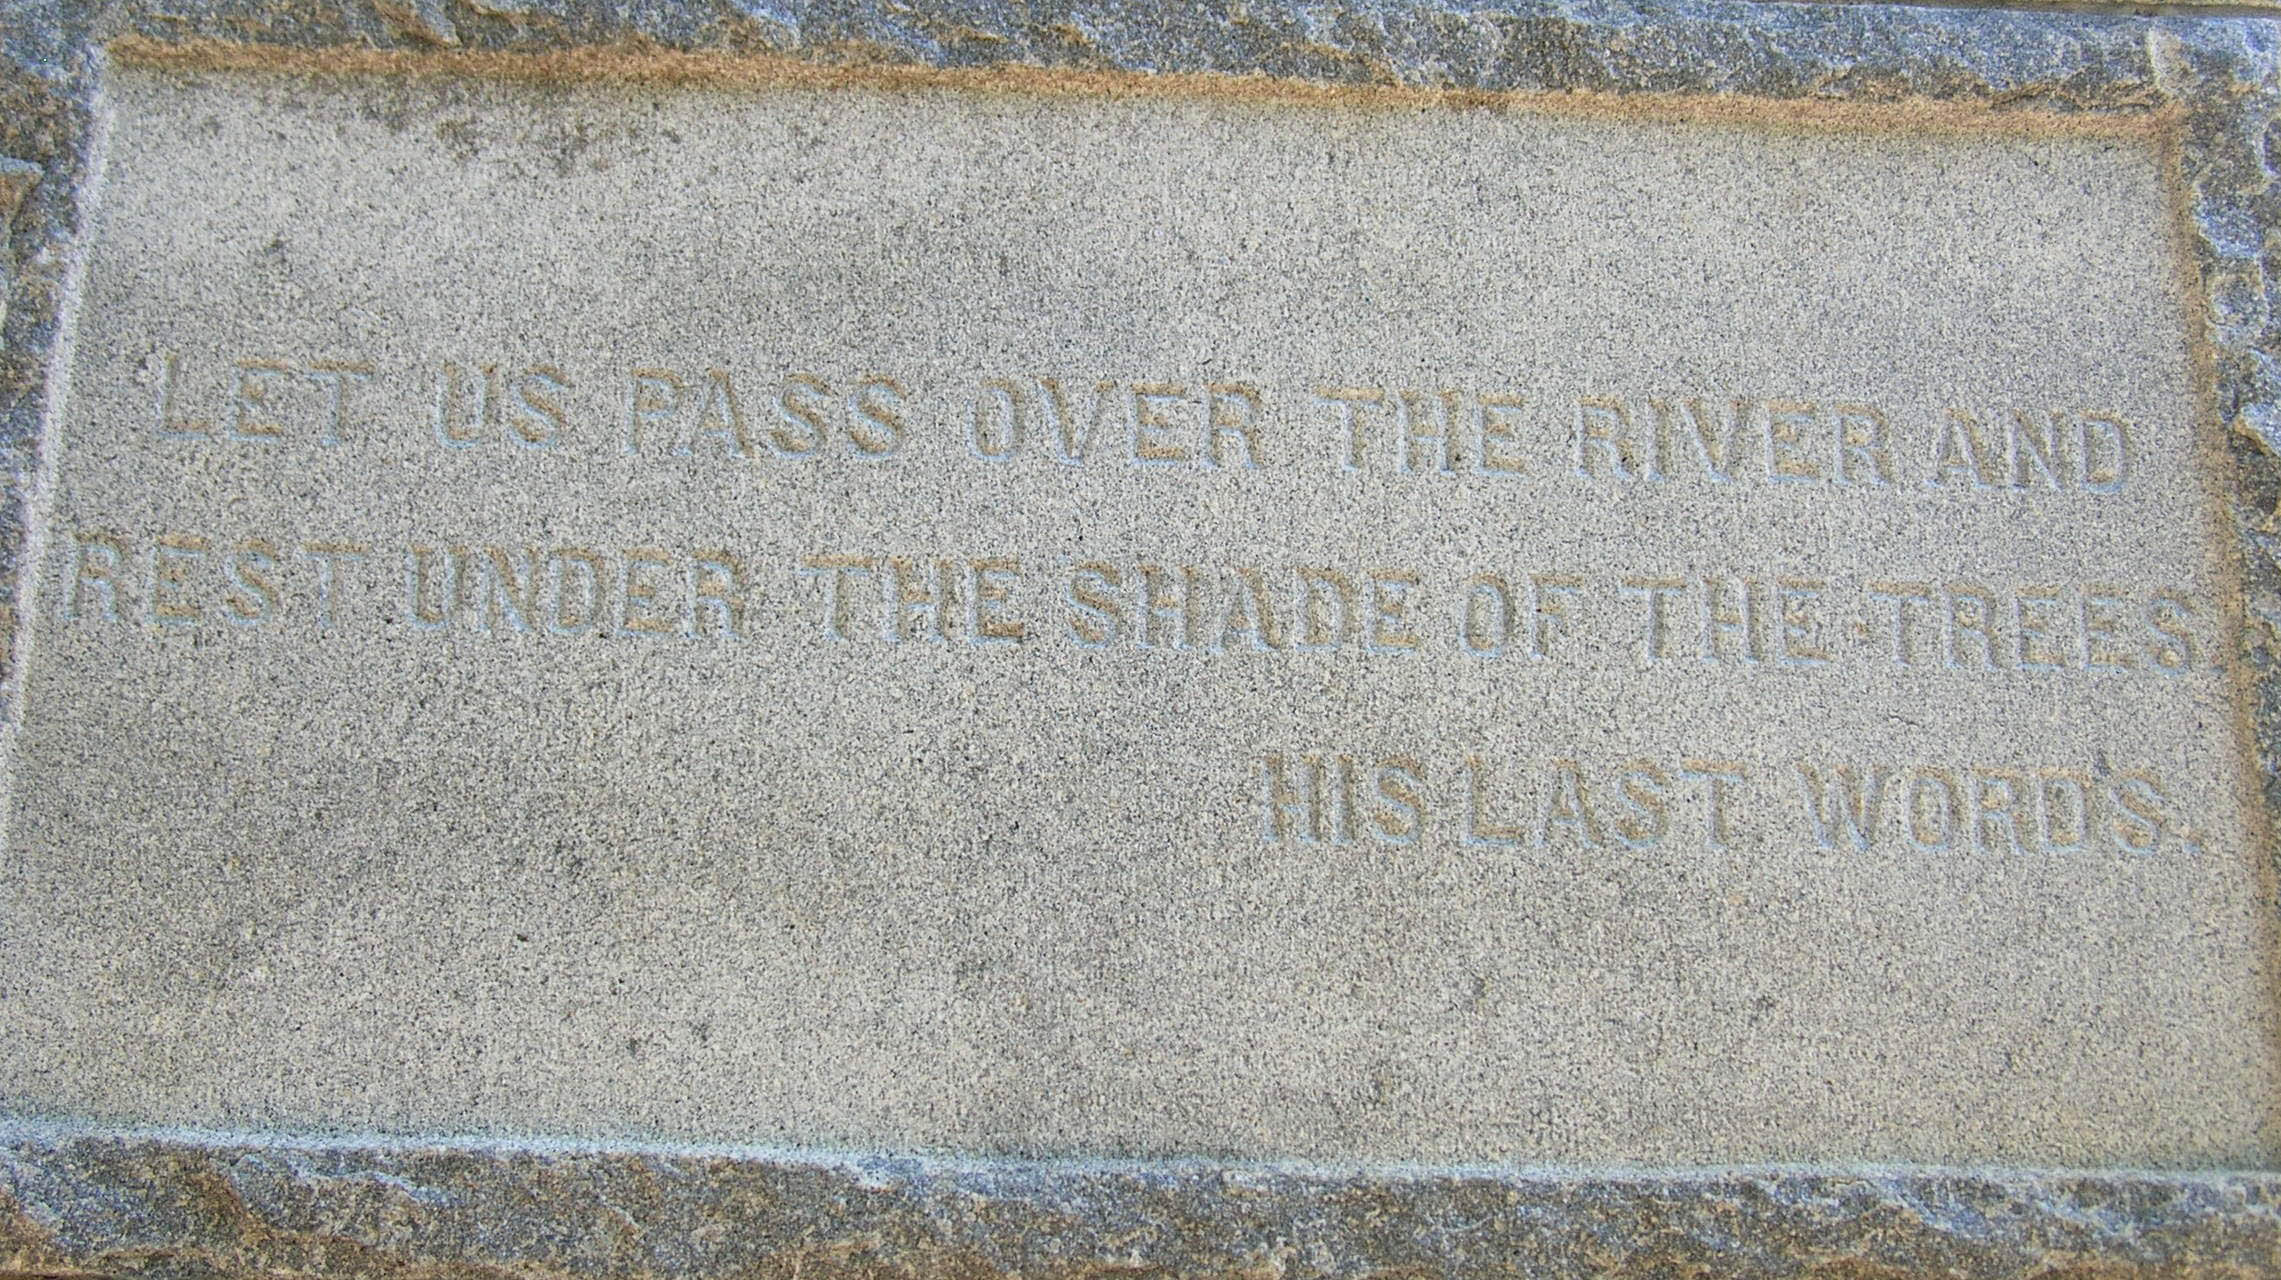 LET US PASS OVER THE RIVER AND
REST UNDER THE SHADE OF THE TREES.
HIS LAST WORDS.